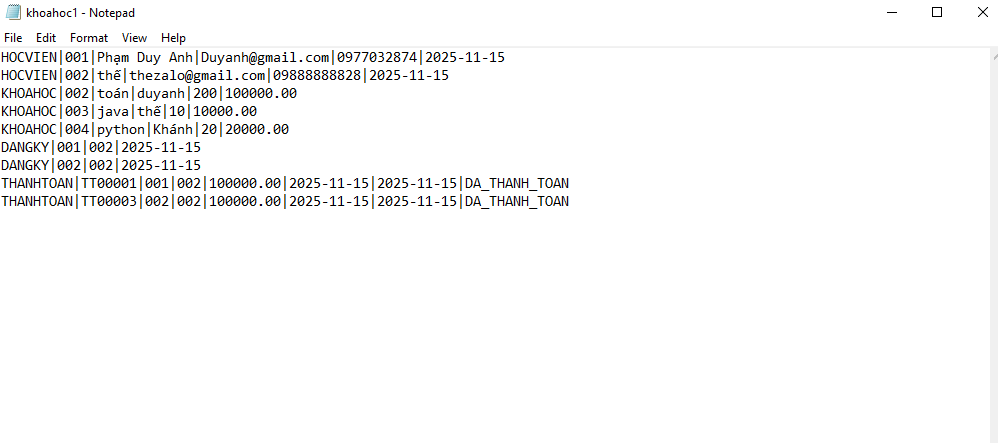 khoahoc1 - Notepad
File Edit Format View Help
HOCVIEN|001|Phạm Duy Anh|Duyanh@gmail.com|0977032874|2025-11-15
HOCVIEN|002|thế|thezalo@gmail.com|09888888828|2025-11-15
KHOAHOC|002|toán|duyanh|200|100000.00
KHOAHOC|003|java|thế|10|10000.00
KHOAHOC|004|python|Khánh|20|20000.00
DANGKY|001|002|2025-11-15
DANGKY|002|002|2025-11-15
THANHTOAN|TT00001|001|002|100000.00|2025-11-15|2025-11-15|DA_THANH_TOAN
THANHTOAN|TT00003|002|002|100000.00|2025-11-15|2025-11-15|DA_THANH_TOAN